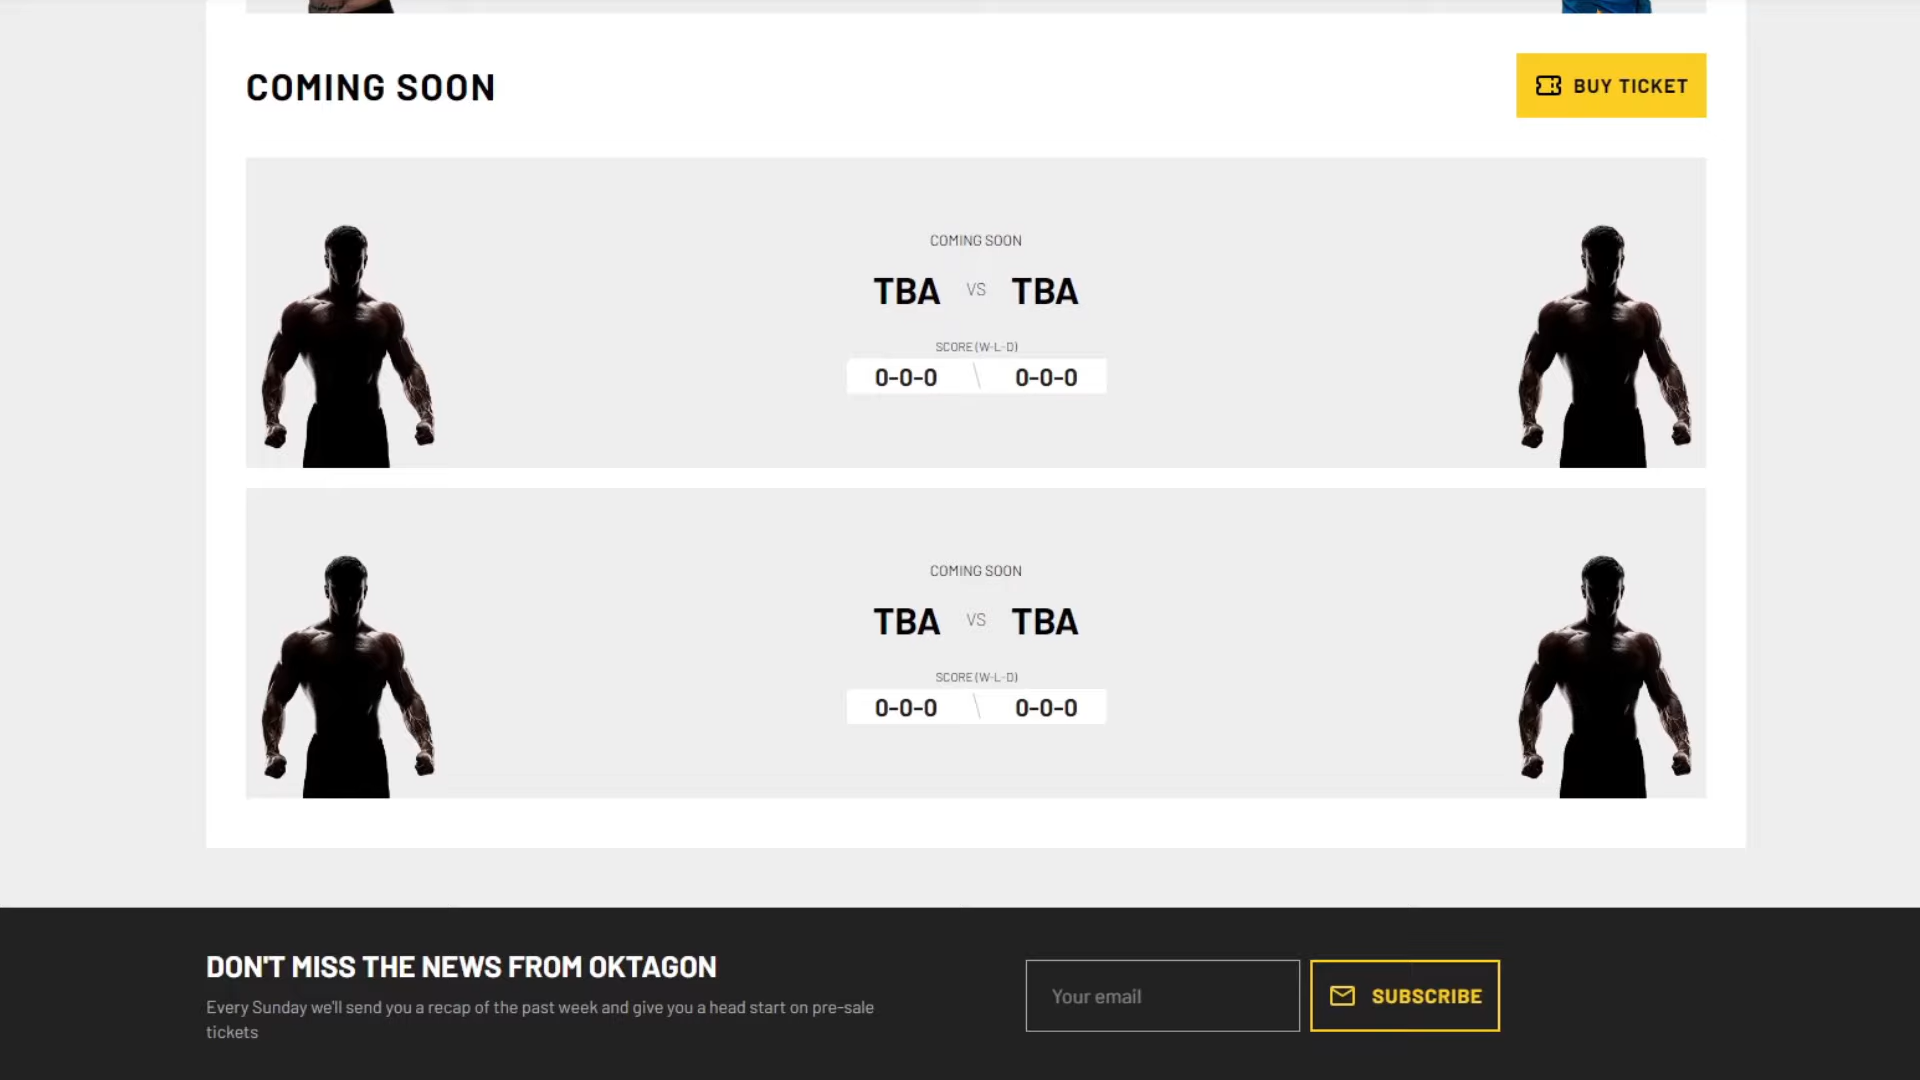 COMING SOON
BUY TICKET
COMING SOON
TBA VS TBA
SCORE (W-L-D)
0-0-0 \ 0-0-0
COMING SOON
TBA VS TBA
SCORE (W-L-D)
0-0-0 \ 0-0-0
DON'T MISS THE NEWS FROM OKTAGON
Every Sunday we'll send you a recap of the past week and give you a head start on pre-sale
tickets
Your email
SUBSCRIBE